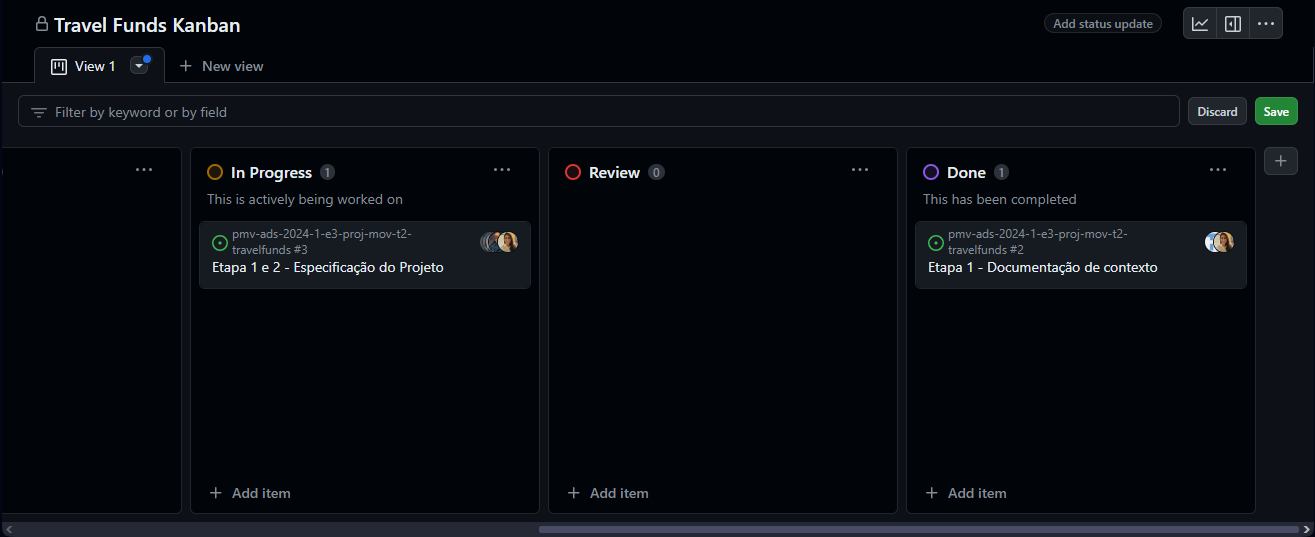 Travel Funds Kanban
Add status update
View 1
New view
Filter by keyword or by field
Discard
Save
In Progress 1
This is actively being worked on
pmv-ads-2024-1-e3-proj-mov-t2-
travelfunds #3
Etapa 1 e 2 - Especificação do Projeto
Add item
Review 0
Add item
Done 1
This has been completed
pmv-ads-2024-1-e3-proj-mov-t2-
travelfunds #2
Etapa 1 - Documentação de contexto
Add item